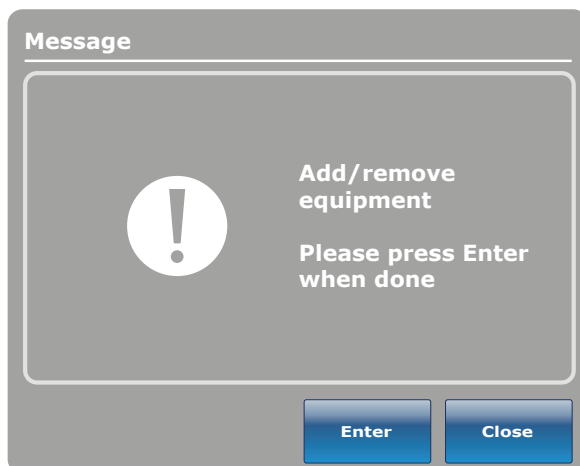 Message
Add/remove
equipment
Please press Enter
when done
Enter
Close